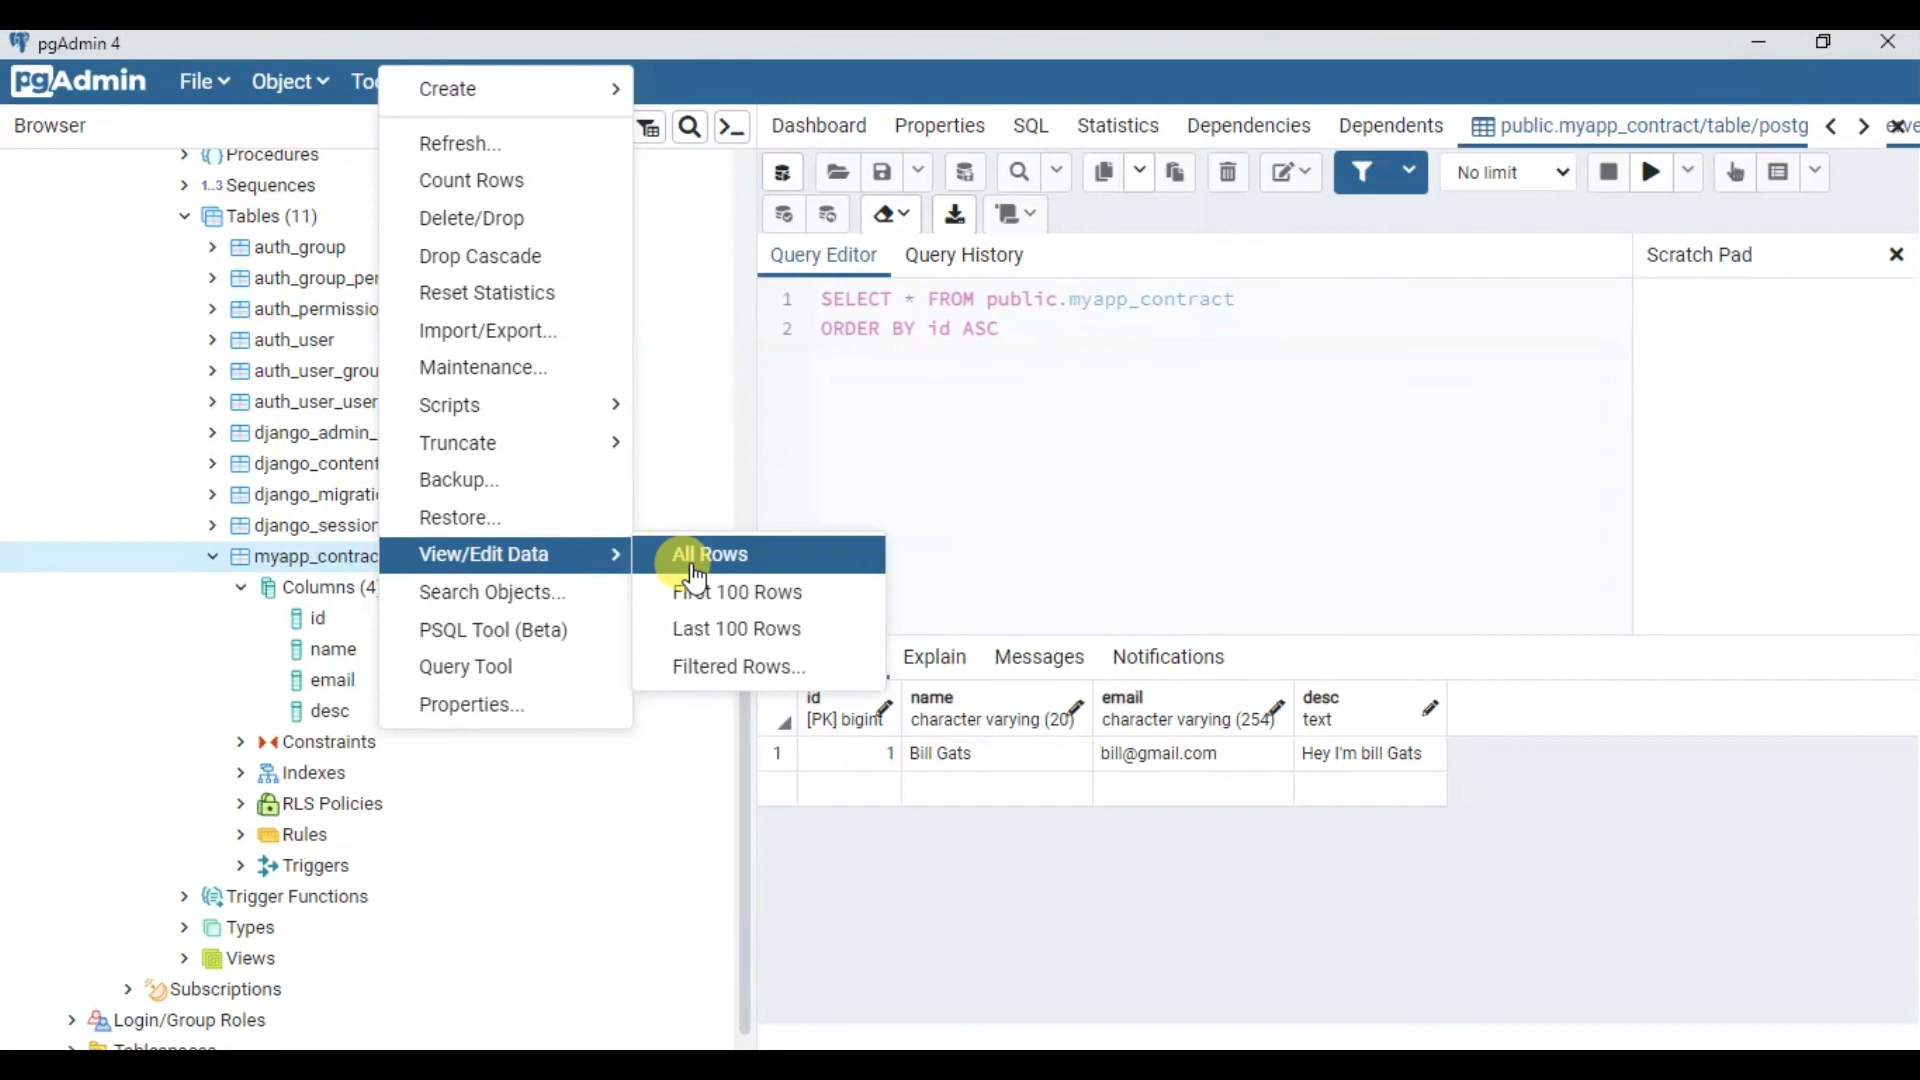 pgAdmin 4
pgAdmin File Object
Browser
Procedures
1..3 Sequences
Tables (11)
auth_group
auth_group_per
auth_permissio
auth_user
auth_user_grou
auth_user_user
django_admin_
django_content
django_migrati
django_session
myapp_contrac
Columns (4
id
name
email
desc
Constraints
Indexes
RLS Policies
Rules
Triggers
Trigger Functions
Types
Views
Subscriptions
Login/Group Roles
Create
Refresh...
Count Rows
Delete/Drop
Drop Cascade
Reset Statistics
Import/Export...
Maintenance...
Scripts
Truncate
Backup...
Restore...
View/Edit Data
Search Objects...
PSQL Tool (Beta)
Query Tool
Properties...
All Rows
First 100 Rows
Last 100 Rows
Filtered Rows...
Dashboard Properties SQL Statistics Dependencies Dependents public.myapp_contract/table/postg
No limit
Query Editor Query History
Scratch Pad
1 SELECT * FROM public.myapp_contract
2 ORDER BY id ASC
Explain Messages Notifications
id name email desc
[PK] bigint character varying (20) character varying (254) text
1 1 Bill Gats bill@gmail.com Hey I'm bill Gats